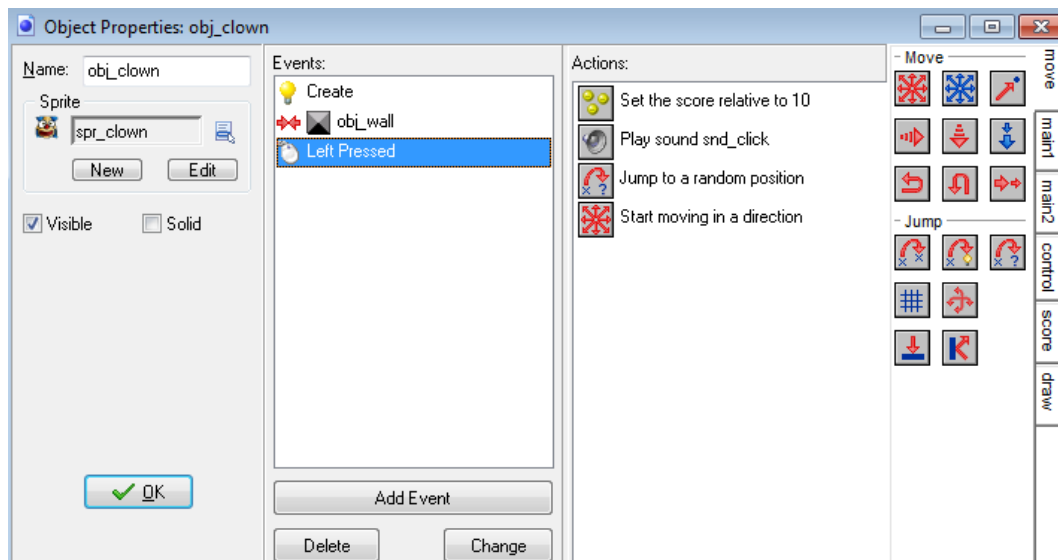 Object Properties: obj_clown
Name: obj_clown
Sprite
spr_clown
New Edit
Visible Solid
OK
Events:
Create
obj_wall
Left Pressed
Add Event
Delete Change
Actions:
Set the score relative to 10
Play sound snd_click
Jump to a random position
Start moving in a direction
Move
Jump
move
main1
main2
control
score
draw